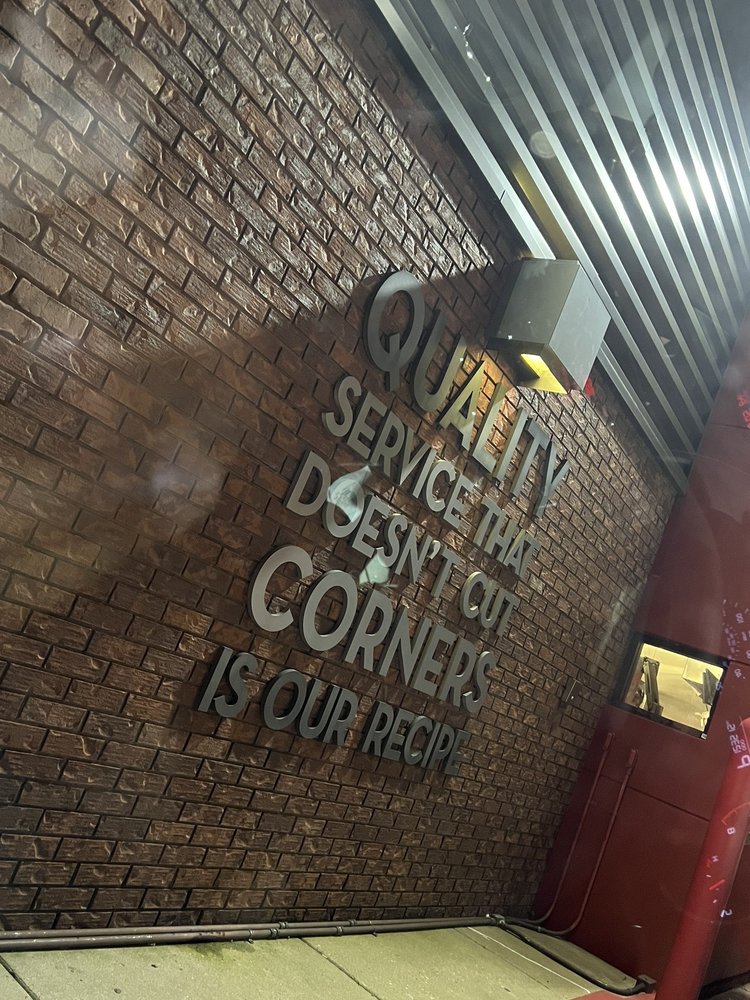 QUALITY
SERVICE THAT
DOESN'T CUT
CORNERS
IS OUR RECIPE